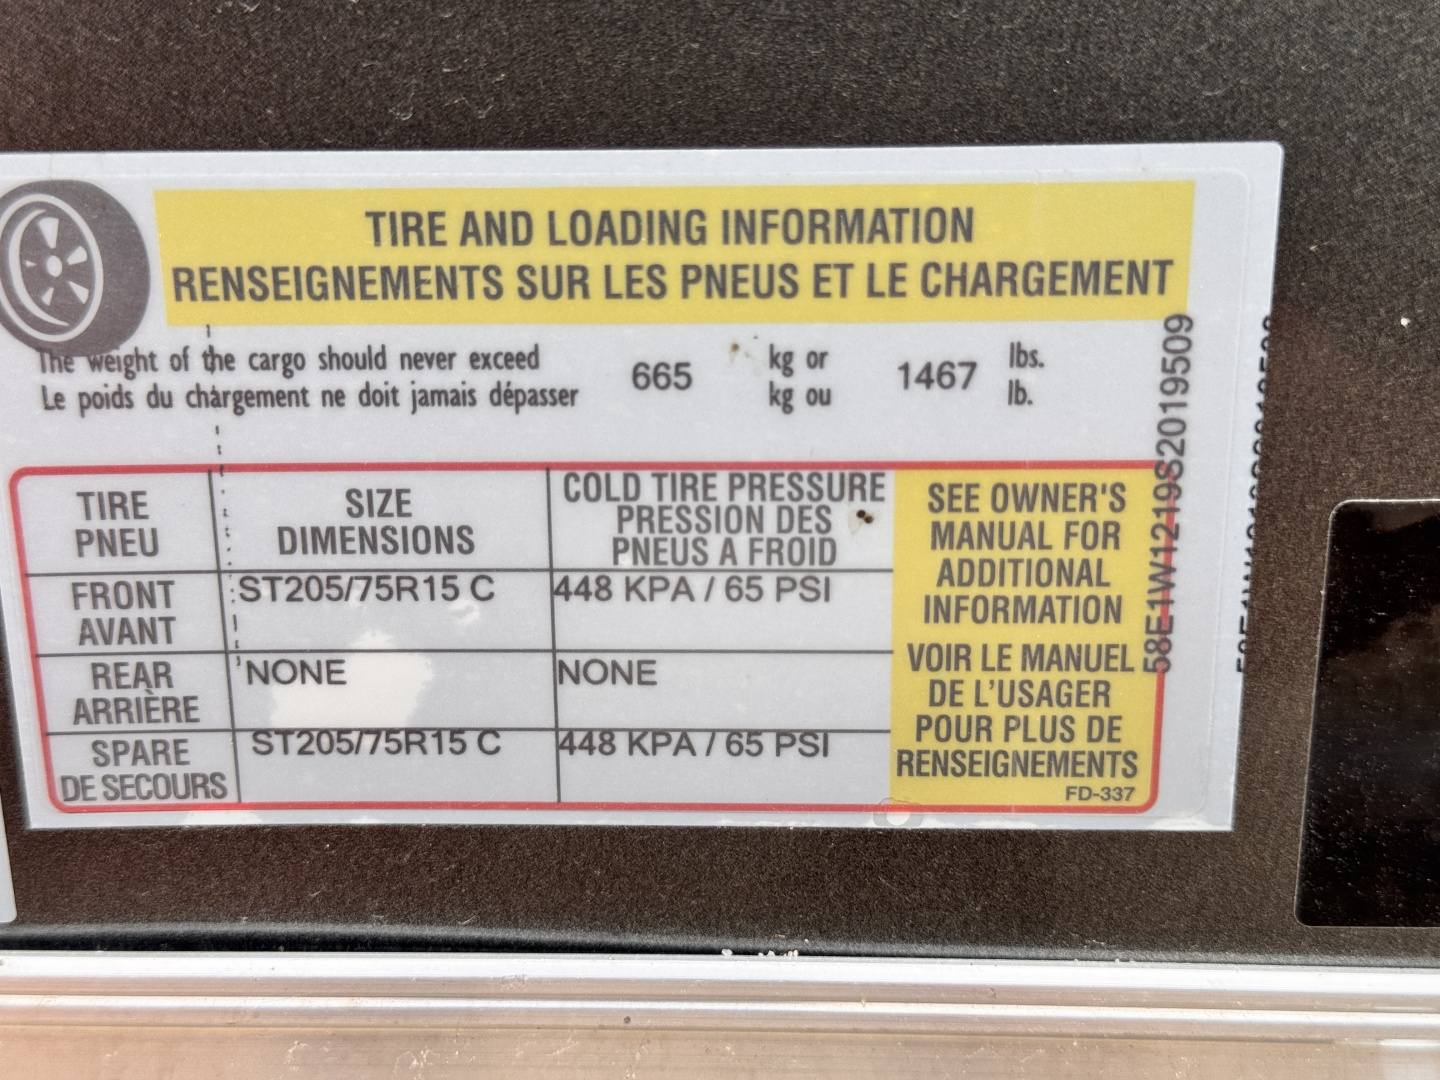 TIRE AND LOADING INFORMATION
RENSEIGNEMENTS SUR LES PNEUS ET LE CHARGEMENT
The weight of the cargo should never exceed 665 kg or 1467 lbs.
Le poids du chargement ne doit jamais dépasser kg ou lb.
TIRE
PNEU
SIZE
DIMENSIONS
COLD TIRE PRESSURE
PRESSION DES
PNEUS A FROID
FRONT
AVANT
ST205/75R15 C
448 KPA / 65 PSI
REAR
ARRIÈRE
NONE
NONE
SPARE
DE SECOURS
ST205/75R15 C
448 KPA / 65 PSI
SEE OWNER'S
MANUAL FOR
ADDITIONAL
INFORMATION
VOIR LE MANUEL
DE L'USAGER
POUR PLUS DE
RENSEIGNEMENTS
FD-337
58E1W1219S2019509